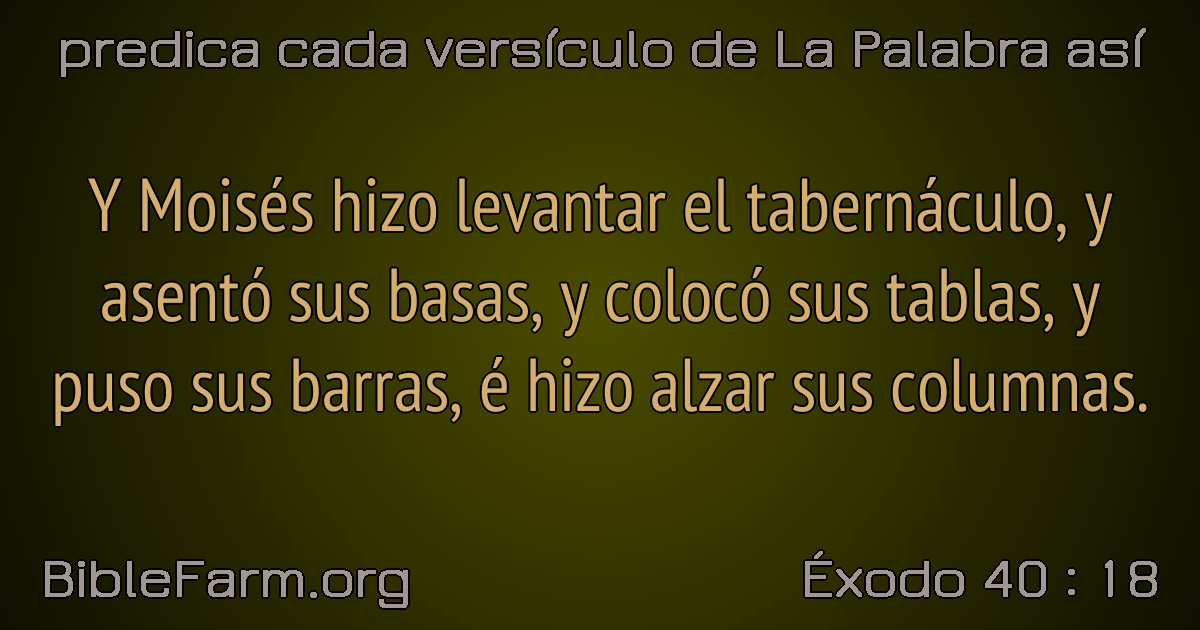 predica cada versículo de La Palabra así
Y Moisés hizo levantar el tabernáculo, y
asentó sus basas, y colocó sus tablas, y
puso sus barras, é hizo alzar sus columnas.
BibleFarm.org
Éxodo 40 : 18